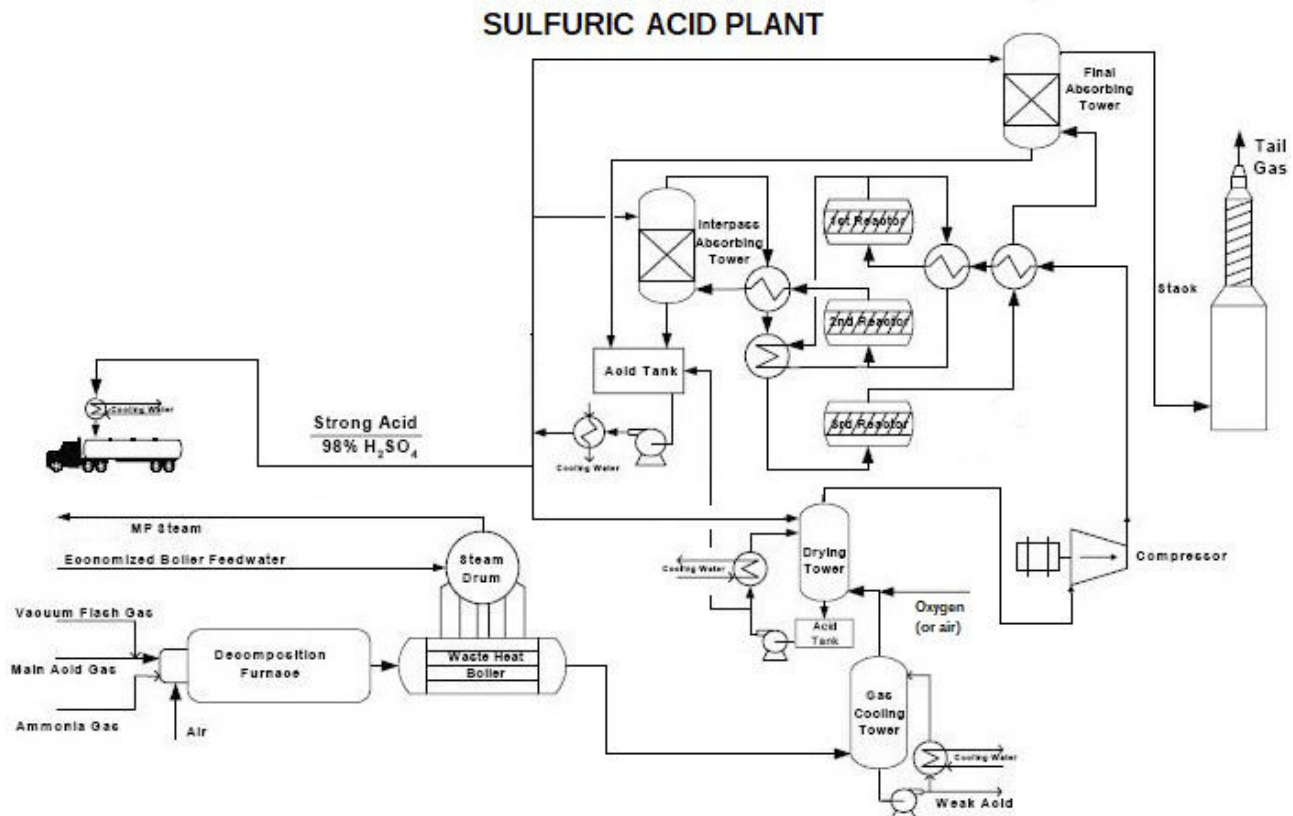 SULFURIC ACID PLANT
Final
Absorbing
Tower
Tail
Gas
1st Reactor
Interpass
Absorbing
Tower
Stack
2nd Reactor
Acid Tank
Cooling Water
3rd Reactor
Strong Acid
98% H₂SO₄
Cooling Water
MP Steam
Economized Boiler Feedwater
Steam
Drum
Drying
Tower
Cooling Water
Compressor
Oxygen
(or air)
Acid
Tank
Vacuum Flash Gas
Main Acid Gas
Ammonia Gas
Air
Decomposition
Furnace
Waste Heat
Boiler
Gas
Cooling
Tower
Cooling Water
Weak Acid